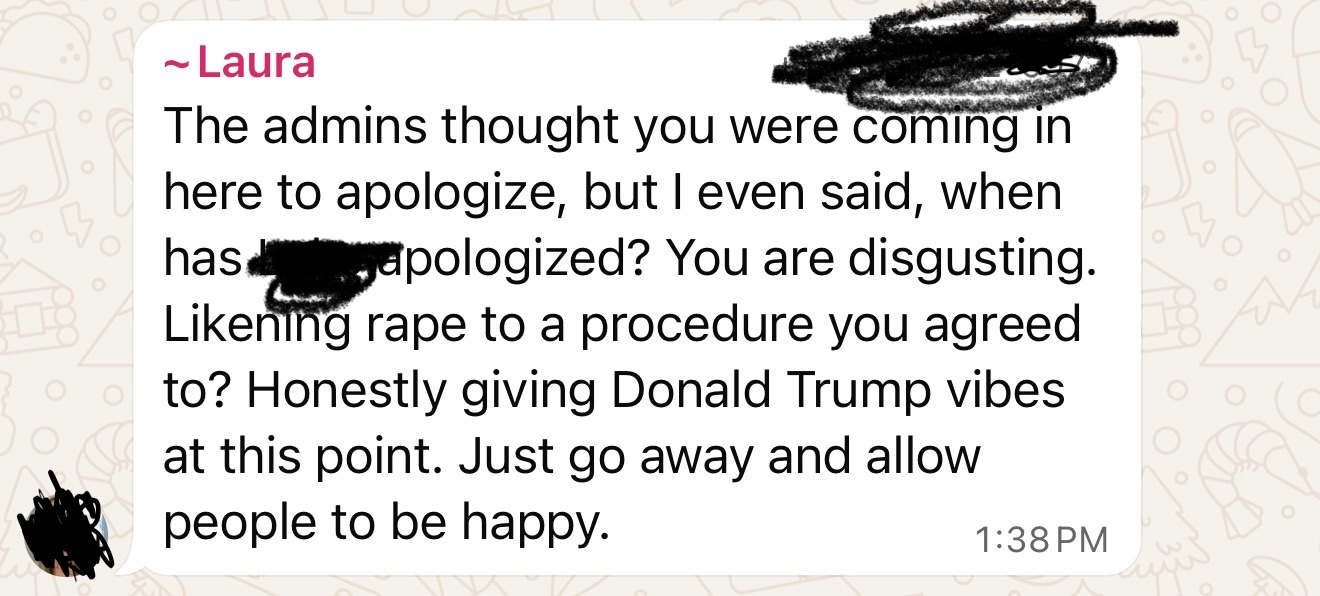 ~ Laura
The admins thought you were coming in
here to apologize, but I even said, when
has apologized? You are disgusting.
Likening rape to a procedure you agreed
to? Honestly giving Donald Trump vibes
at this point. Just go away and allow
people to be happy.
1:38 PM